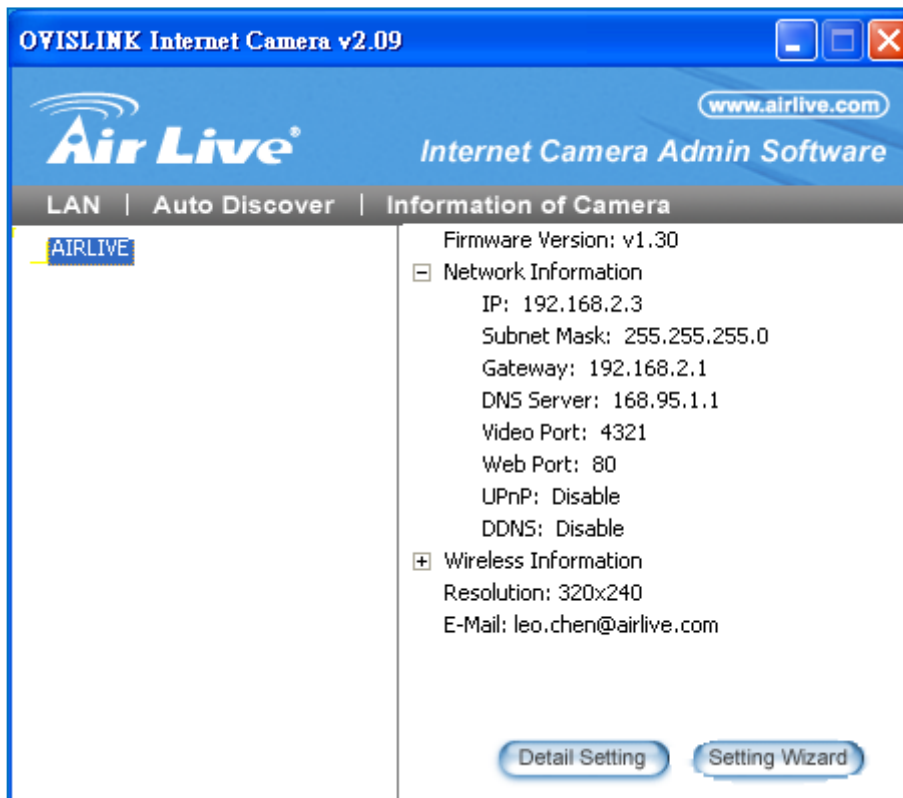 OVISLINK Internet Camera v2.09
www.airlive.com
Air Live®
Internet Camera Admin Software
LAN | Auto Discover | Information of Camera
AIRLIVE
Firmware Version: v1.30
Network Information
IP: 192.168.2.3
Subnet Mask: 255.255.255.0
Gateway: 192.168.2.1
DNS Server: 168.95.1.1
Video Port: 4321
Web Port: 80
UPnP: Disable
DDNS: Disable
Wireless Information
Resolution: 320x240
E-Mail: leo.chen@airlive.com
Detail Setting
Setting Wizard